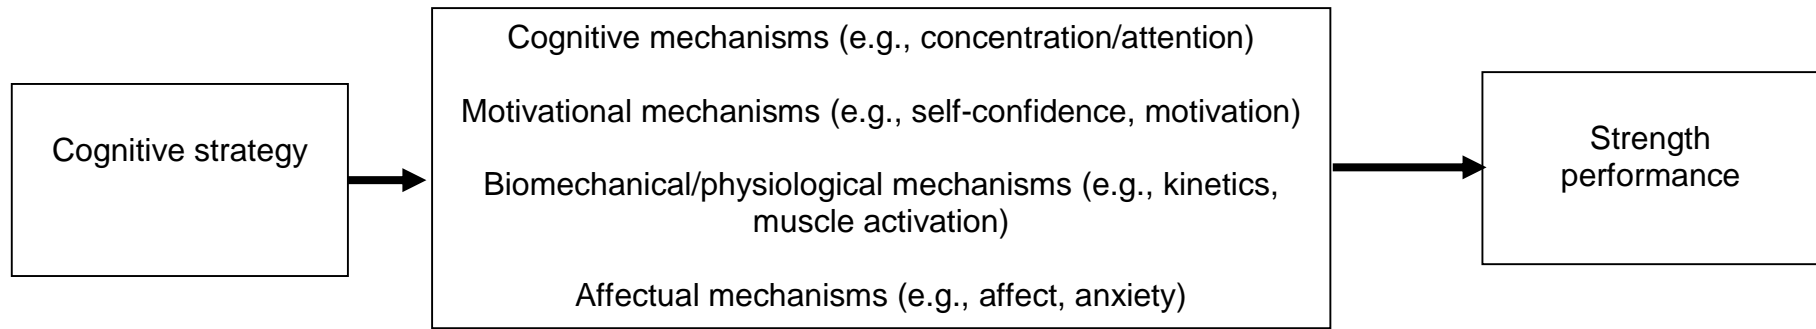 Cognitive strategy
Cognitive mechanisms (e.g., concentration/attention)
Motivational mechanisms (e.g., self-confidence, motivation)
Biomechanical/physiological mechanisms (e.g., kinetics,
muscle activation)
Affectual mechanisms (e.g., affect, anxiety)
Strength
performance